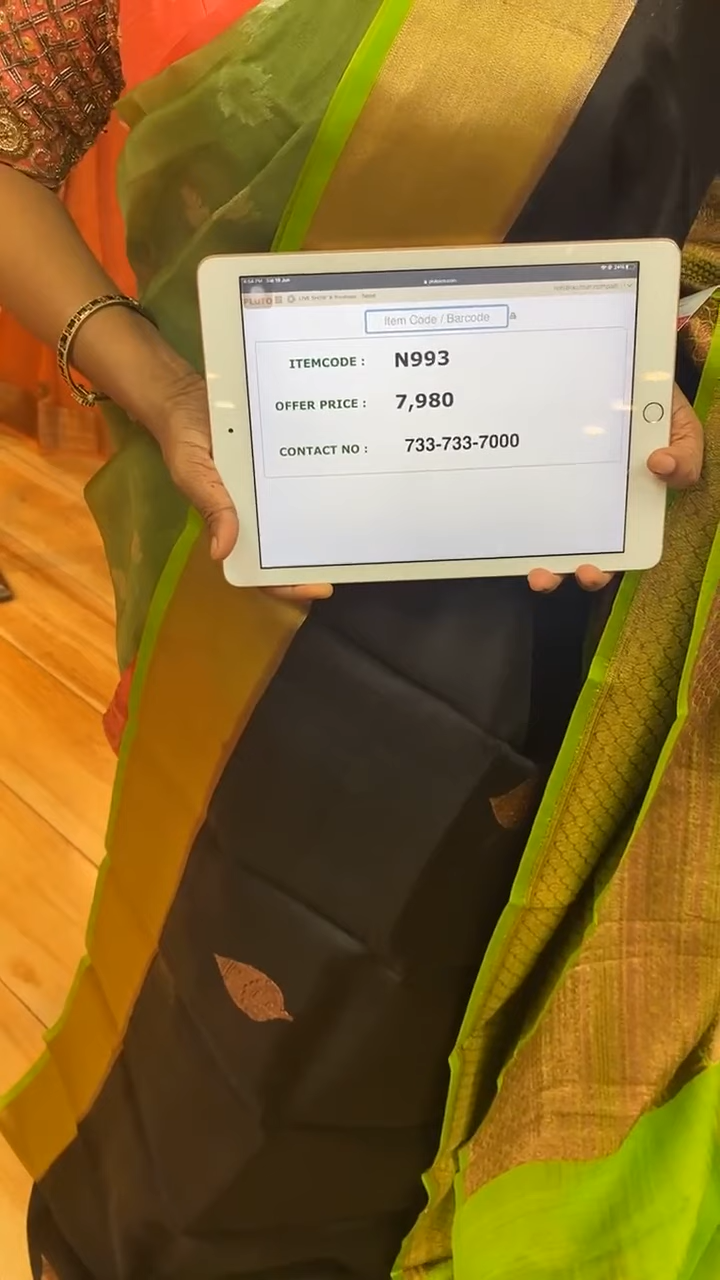 Item Code / Barcode
ITEMCODE : N993
OFFER PRICE : 7,980
CONTACT NO : 733-733-7000